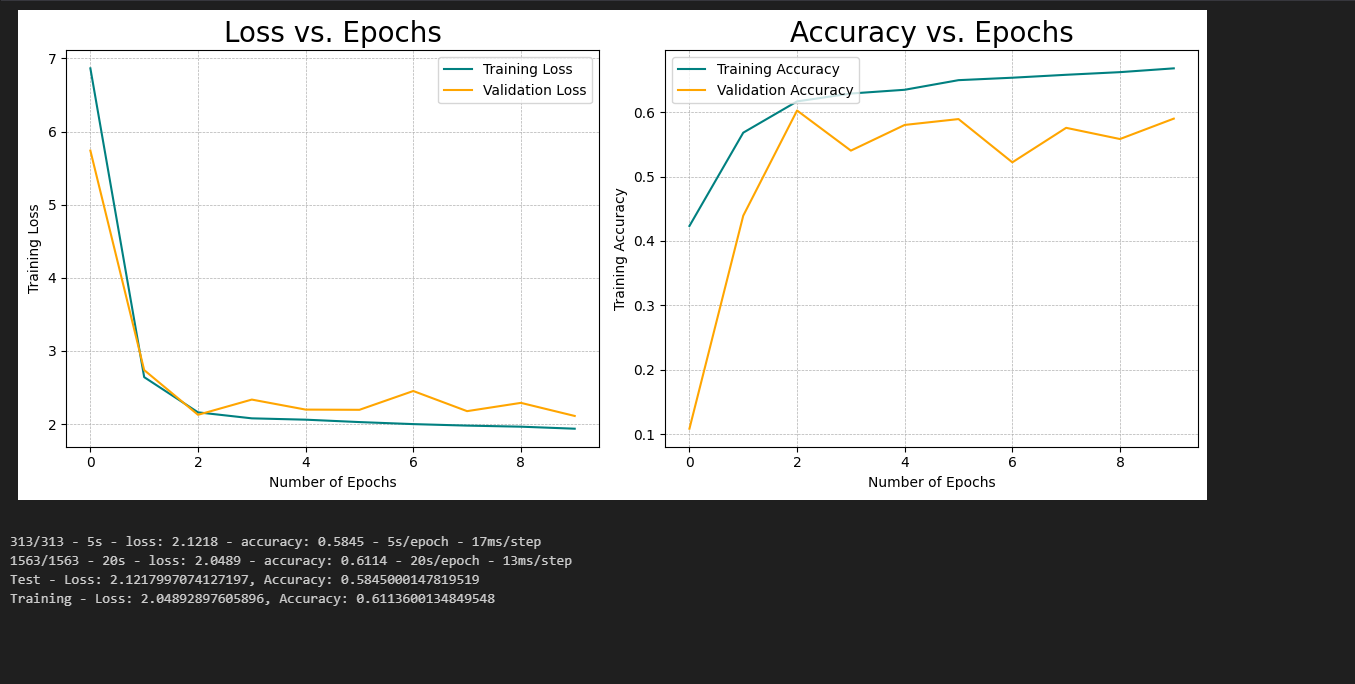 Loss vs. Epochs
Training Loss
Validation Loss
7
6
5
4
3
2
Training Loss
0 2 4 6 8
Number of Epochs
Accuracy vs. Epochs
Training Accuracy
Validation Accuracy
0.6
0.5
0.4
0.3
0.2
0.1
Training Accuracy
0 2 4 6 8
Number of Epochs
313/313 - 5s - loss: 2.1218 - accuracy: 0.5845 - 5s/epoch - 17ms/step
1563/1563 - 20s - loss: 2.0489 - accuracy: 0.6114 - 20s/epoch - 13ms/step
Test - Loss: 2.1217997074127197, Accuracy: 0.5845000147819519
Training - Loss: 2.04892897605896, Accuracy: 0.6113600134849548